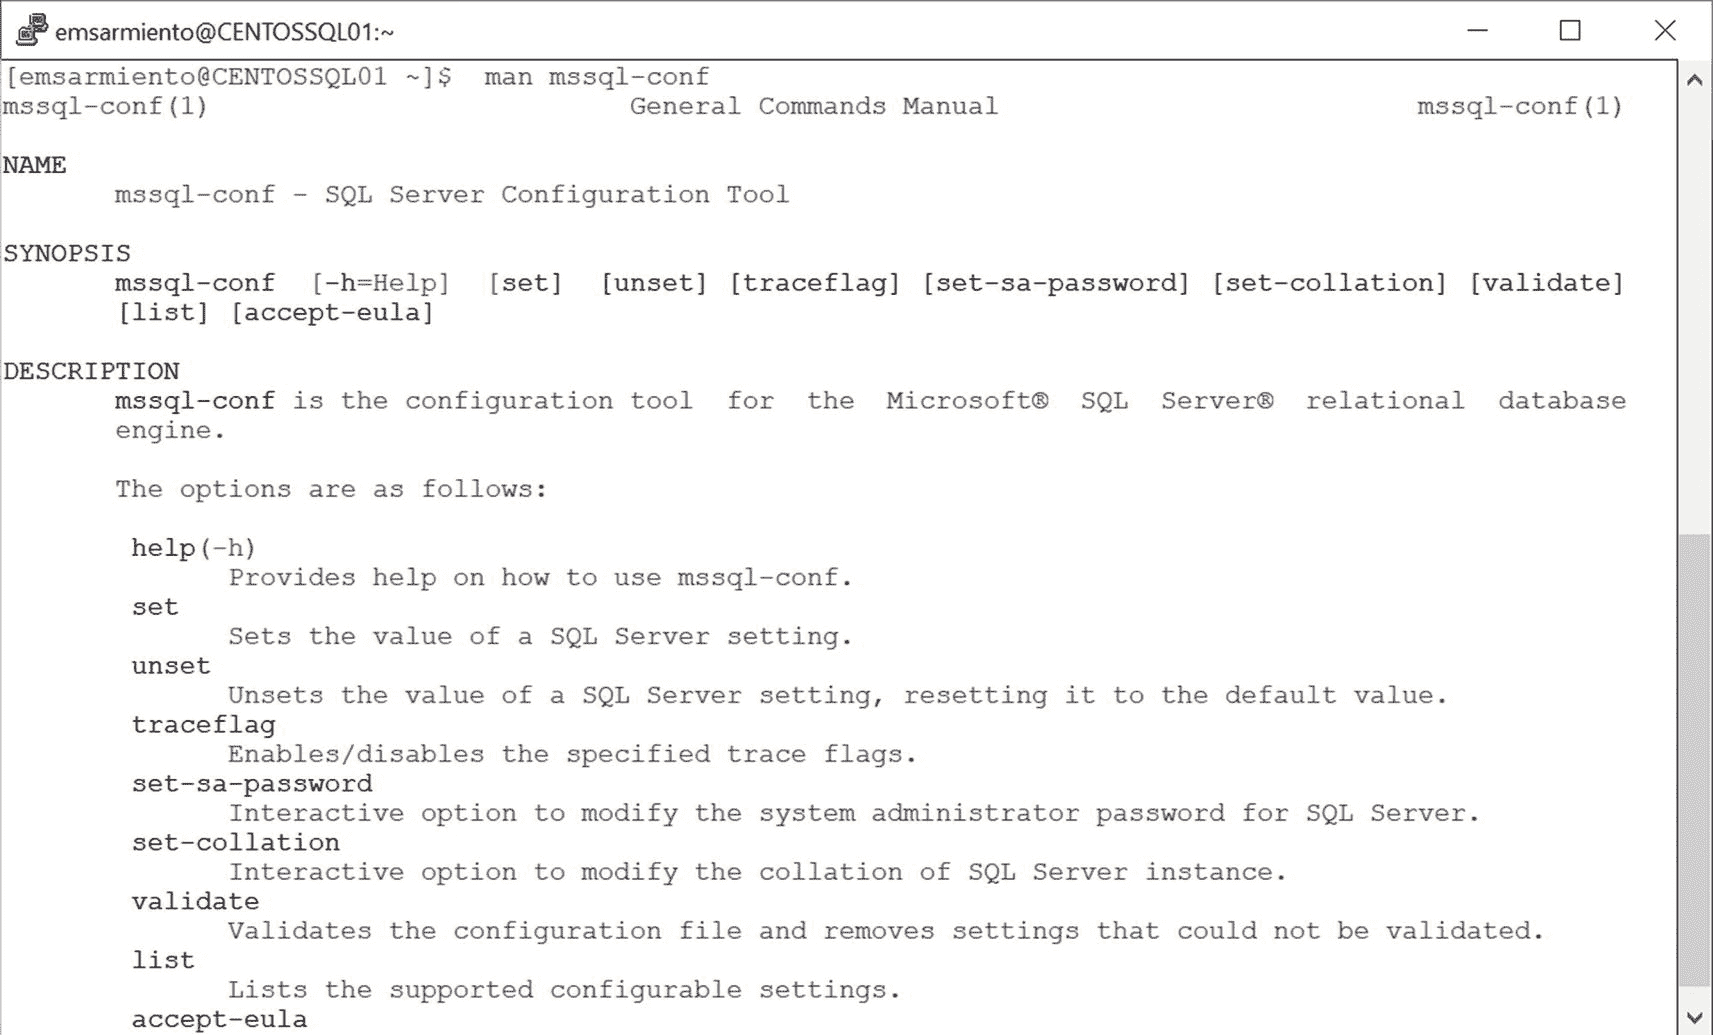 emsarmiento@CENTOSSQL01:~
[emsarmiento@CENTOSSQL01 ~]$  man mssql-conf
mssql-conf(1) General Commands Manual mssql-conf(1)
NAME
mssql-conf - SQL Server Configuration Tool
SYNOPSIS
mssql-conf [-h=Help] [set] [unset] [traceflag] [set-sa-password] [set-collation] [validate]
[list] [accept-eula]
DESCRIPTION
mssql-conf is the configuration tool for the Microsoft® SQL Server® relational database
engine.
The options are as follows:
help(-h)
Provides help on how to use mssql-conf.
set
Sets the value of a SQL Server setting.
unset
Unsets the value of a SQL Server setting, resetting it to the default value.
traceflag
Enables/disables the specified trace flags.
set-sa-password
Interactive option to modify the system administrator password for SQL Server.
set-collation
Interactive option to modify the collation of SQL Server instance.
validate
Validates the configuration file and removes settings that could not be validated.
list
Lists the supported configurable settings.
accept-eula